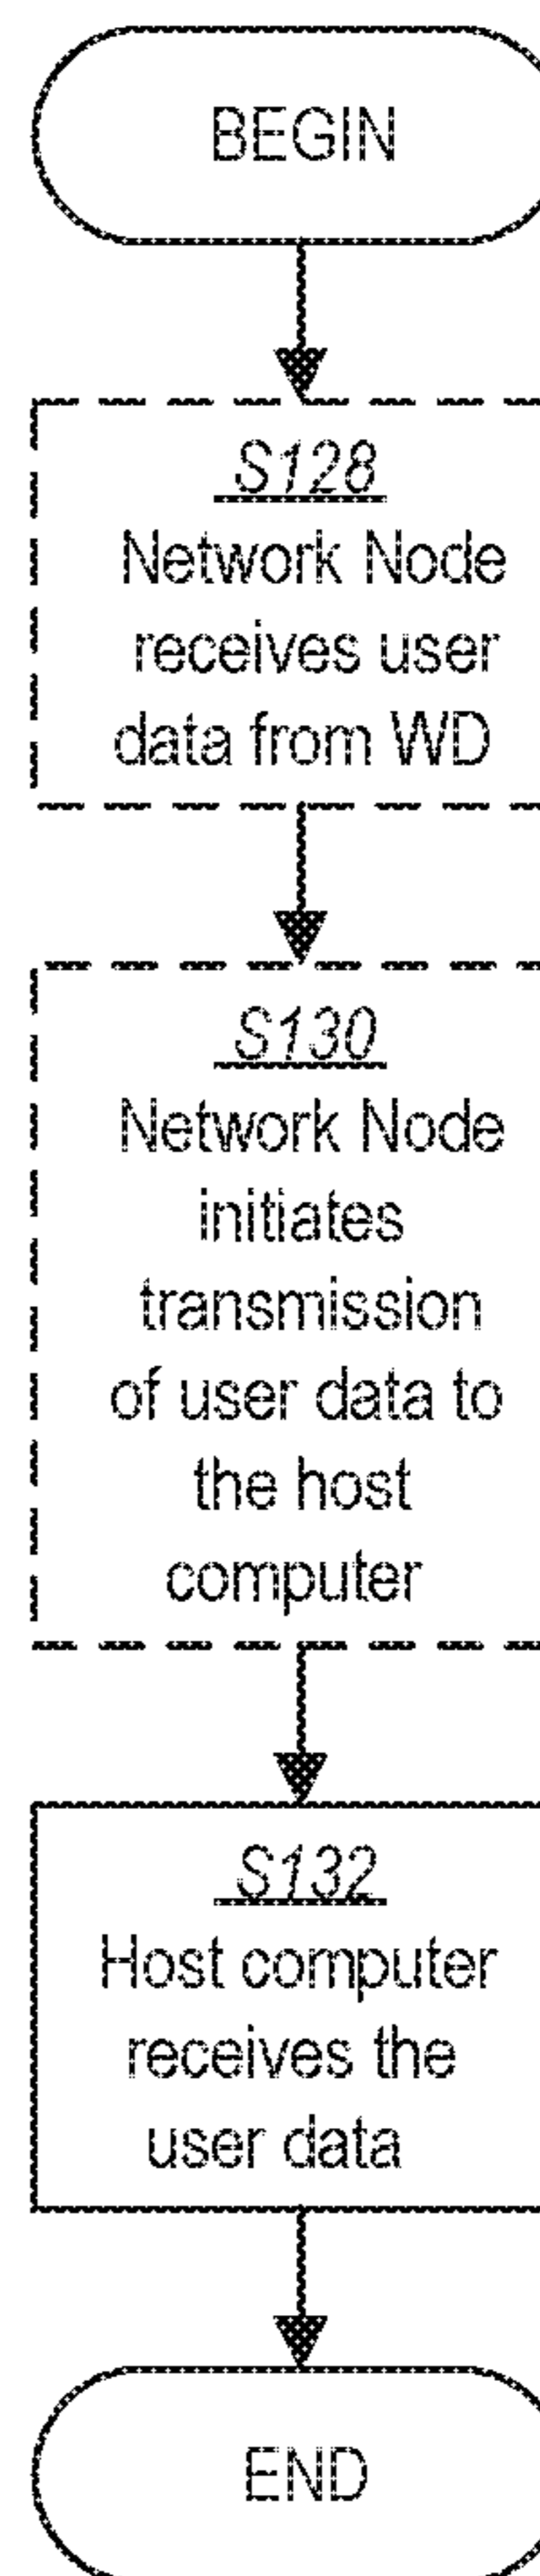 BEGIN
S128
Network Node
receives user
data from WD
S130
Network Node
initiates
transmission
of user data to
the host
computer
S132
Host computer
receives the
user data
END